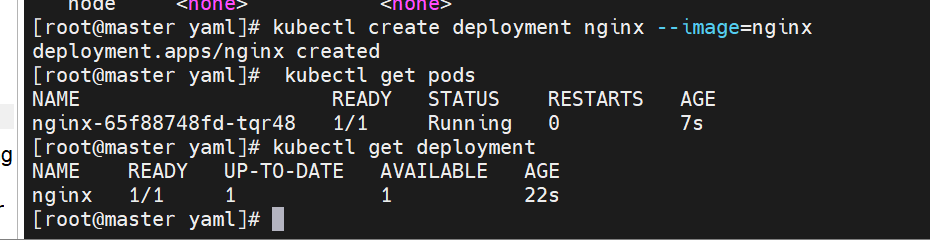 node     <none>                <none>
[root@master yaml]# kubectl create deployment nginx --image=nginx
deployment.apps/nginx created
[root@master yaml]#  kubectl get pods
NAME                     READY   STATUS    RESTARTS   AGE
nginx-65f88748fd-tqr48   1/1     Running   0          7s
[root@master yaml]# kubectl get deployment
NAME    READY   UP-TO-DATE   AVAILABLE   AGE
nginx   1/1     1            1           22s
[root@master yaml]#